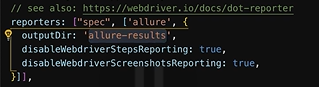 // see also: https://webdriver.io/docs/dot-reporter
reporters: ["spec", ['allure', {
outputDir: 'allure-results',
disableWebdriverStepsReporting: true,
disableWebdriverScreenshotsReporting: true,
}]],